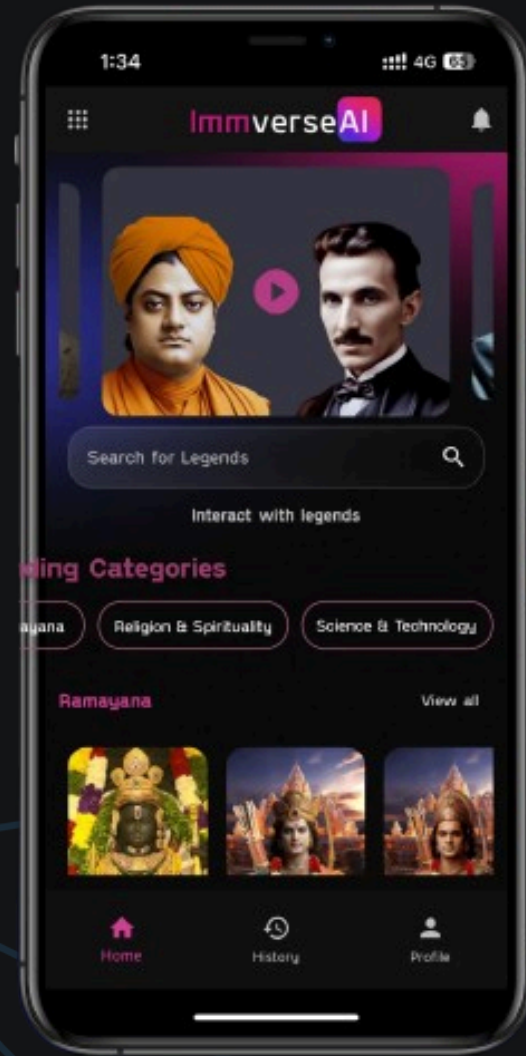 1:34 4G 63
ImmverseAI
Search for Legends
Interact with legends
ding Categories
ayana Religion & Spirituality Science & Technology
Ramayana View all
Home History Profile